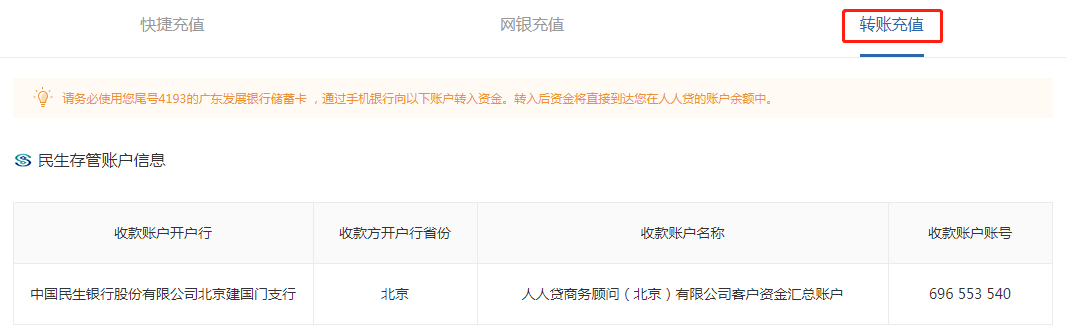 快捷充值
网银充值
转账充值
请务必使用您尾号4193的广东发展银行储蓄卡 ，通过手机银行向以下账户转入资金。转入后资金将直接到达您在人人贷的账户余额中。
民生存管账户信息
收款账户开户行
收款方开户行省份
收款账户名称
收款账户账号
中国民生银行股份有限公司北京建国门支行
北京
人人贷商务顾问（北京）有限公司客户资金汇总账户
696 553 540